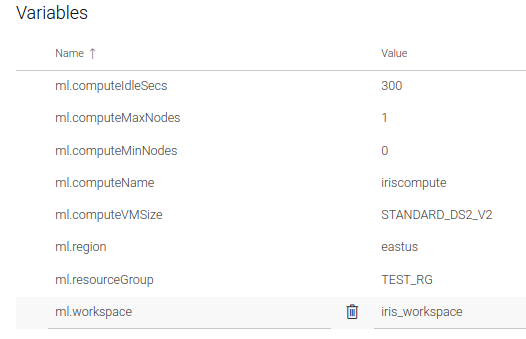 Variables
Name ↑ Value
ml.computeIdleSecs 300
ml.computeMaxNodes 1
ml.computeMinNodes 0
ml.computeName iriscompute
ml.computeVMSize STANDARD_DS2_V2
ml.region eastus
ml.resourceGroup TEST_RG
ml.workspace iris_workspace